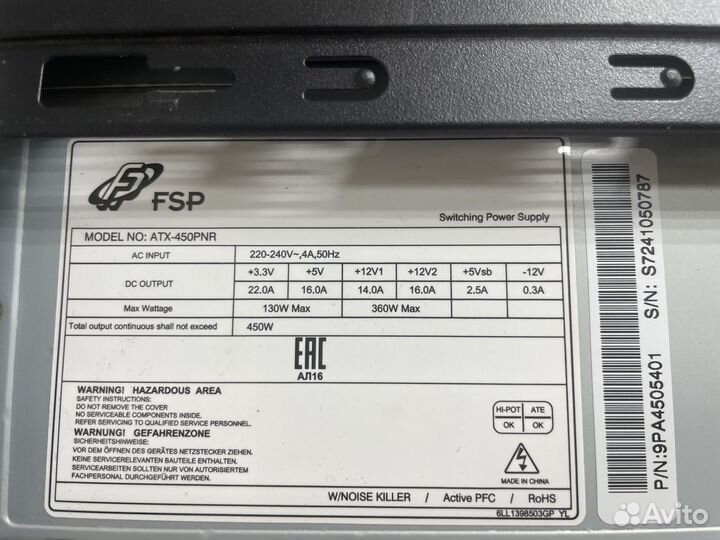 FSP
Switching Power Supply
MODEL NO: ATX-450PNR
AC INPUT 220-240V~,4A,50Hz
DC OUTPUT +3.3V +5V +12V1 +12V2 +5Vsb -12V
22.0A 16.0A 14.0A 16.0A 2.5A 0.3A
Max Wattage 130W Max 360W Max
Total output continuous shall not exceed 450W
EAC
АЛ16
WARNING! HAZARDOUS AREA
SAFETY INSTRUCTIONS:
DO NOT REMOVE THE COVER
NO SERVICEABLE COMPONENTS INSIDE.
REFER SERVICING TO QUALIFIED SERVICE PERSONNEL.
WARNUNG! GEFAHRENZONE
SICHERHEITSHINWEISE:
VOR DEM ÖFFNEN DES GERÄTES NETZSTECKER ZIEHEN
KEINE SERVICERELEVANTEN BAUTEILE ENTHALTEN.
SERVICEARBEITEN SOLLTEN NUR VON AUTORISIERTEM
FACHPERSONAL DURCHGEFÜHRT WERDEN.
HI-POT ATE
OK OK
MADE IN CHINA
W/NOISE KILLER / Active PFC / RoHS
6LL1398503GP YL
P/N:9PA4505401 S/N: S7241050787
Avito